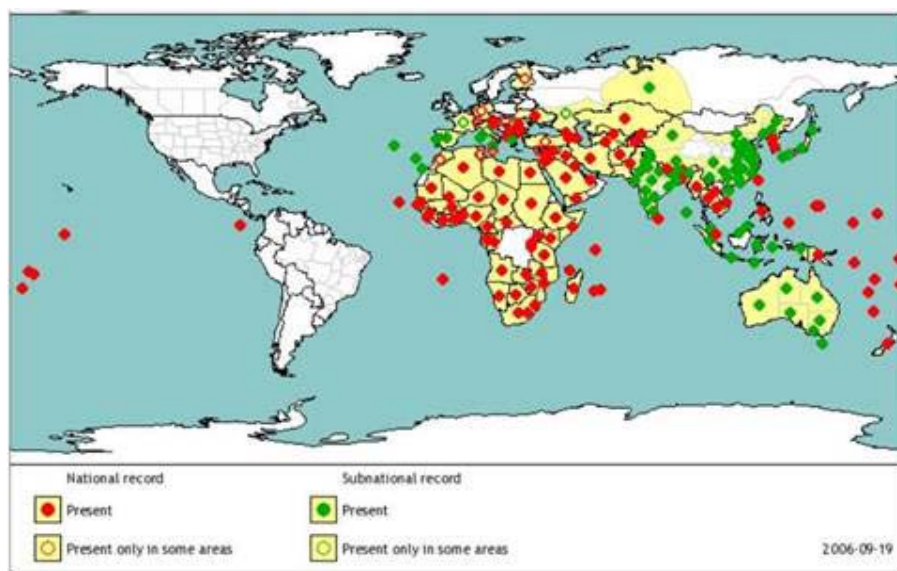 National record
Subnational record
Present
Present
Present only in some areas
Present only in some areas
2006-09-19